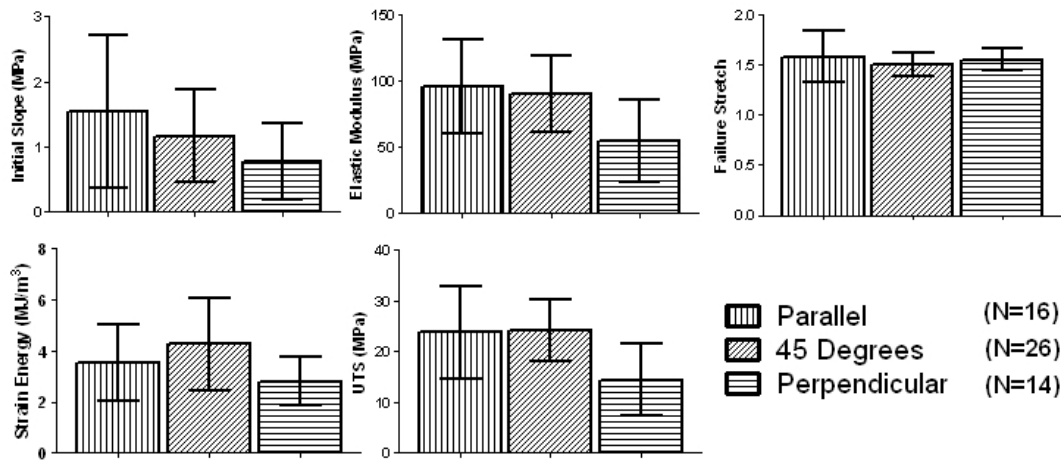 Initial Slope (MPa)
3
2
1
0
Elastic Modulus (MPa)
150
100
50
0
Failure Stretch
2.0
1.5
1.0
0.5
0.0
Strain Energy (MJ/m³)
8
6
4
2
0
UTS (MPa)
40
30
20
10
0
Parallel (N=16)
45 Degrees (N=26)
Perpendicular (N=14)